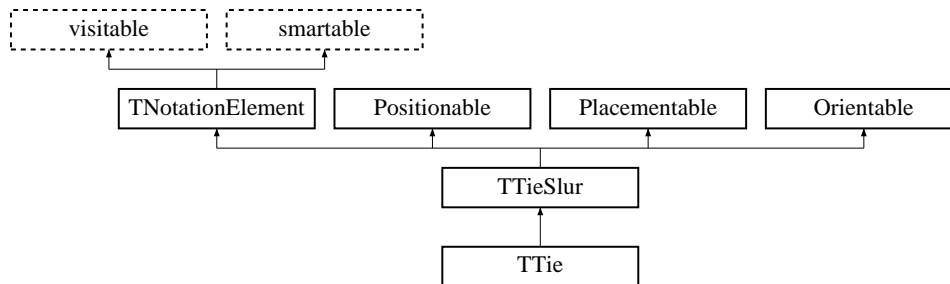 visitable smartable
TNotationElement Positionable Placementable Orientable
TTieSlur
TTie